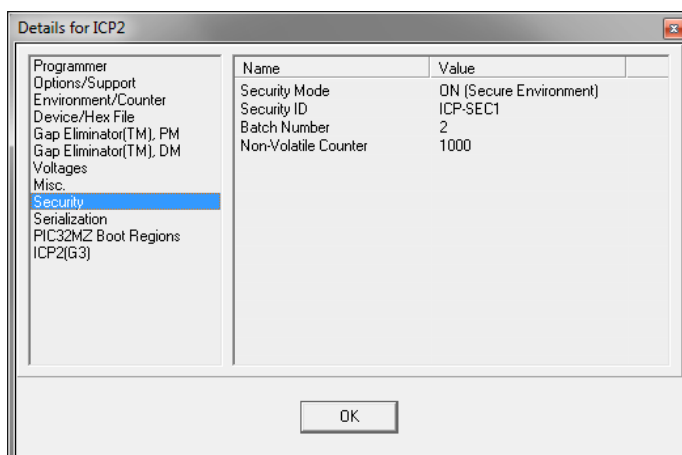 Details for ICP2
Programmer
Options/Support
Environment/Counter
Device/Hex File
Gap Eliminator(TM), PM
Gap Eliminator(TM), DM
Voltages
Misc.
Security
Serialization
PIC32MZ Boot Regions
ICP2(G3)
Name Value
Security Mode ON (Secure Environment)
Security ID ICP-SEC1
Batch Number 2
Non-Volatile Counter 1000
OK